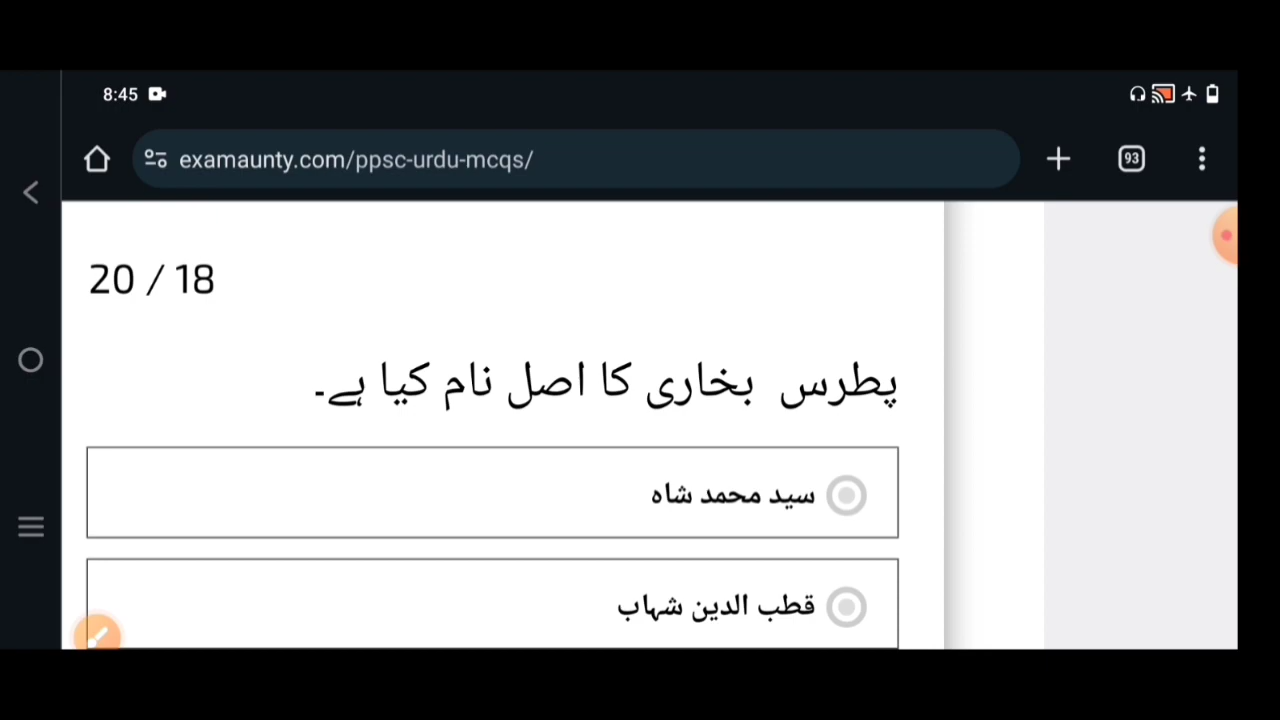 8:45
examaunty.com/ppsc-urdu-mcqs/
93
20 / 18
پطرس بخاری کا اصل نام کیا ہے۔
سید محمد شاہ
قطب الدین شہاب